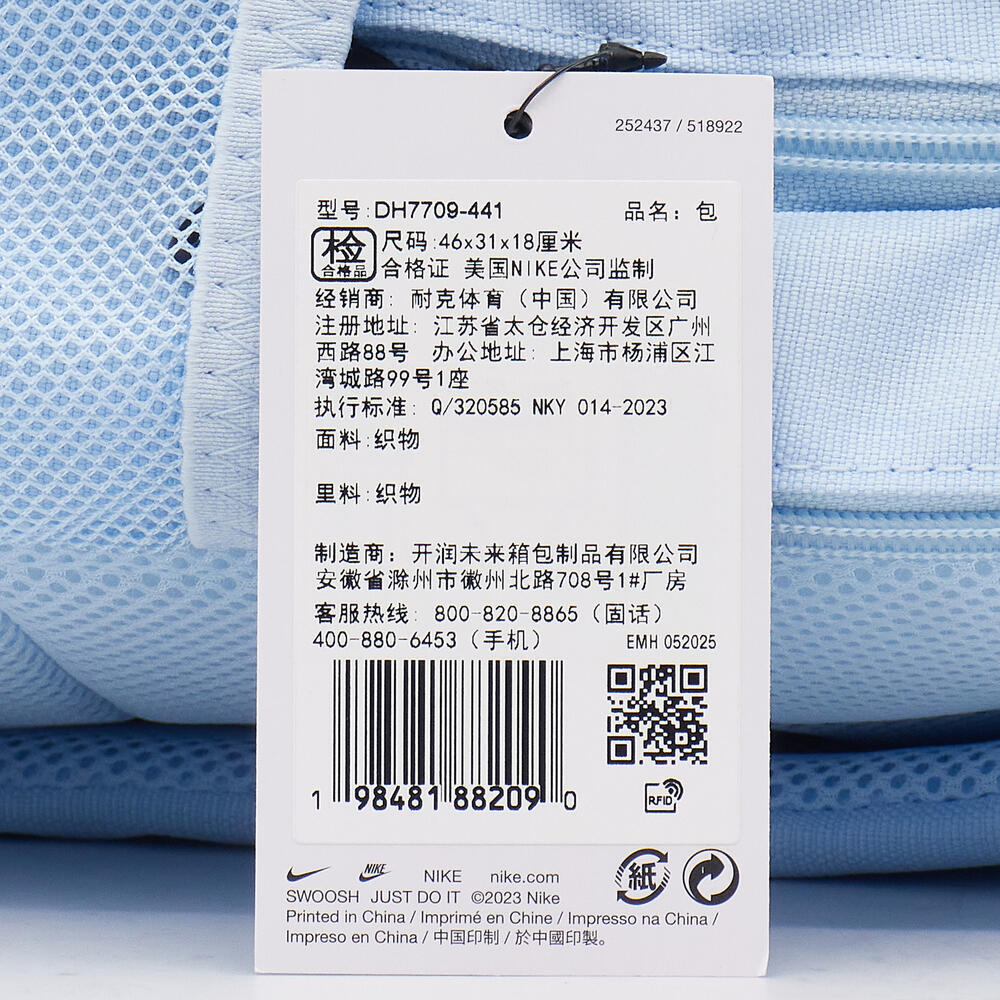 252437 / 518922
型号:DH7709-441 品名: 包
检 合格品 尺码:46x31x18厘米
合格证 美国NIKE公司监制
经销商: 耐克体育（中国）有限公司
注册地址: 江苏省太仓经济开发区广州
西路88号 办公地址: 上海市杨浦区江
湾城路99号1座
执行标准: Q/320585 NKY 014-2023
面料:织物
里料:织物
制造商: 开润未来箱包制品有限公司
安徽省滁州市徽州北路708号1#厂房
客服热线: 800-820-8865（固话）
400-880-6453（手机） EMH 052025
1 98481 88209 0
RFID
NIKE NIKE nike.com
SWOOSH JUST DO IT ©2023 Nike
Printed in China / Imprimé en Chine / Impresso na China /
Impreso en China / 中国印制 / 於中國印製。
紙